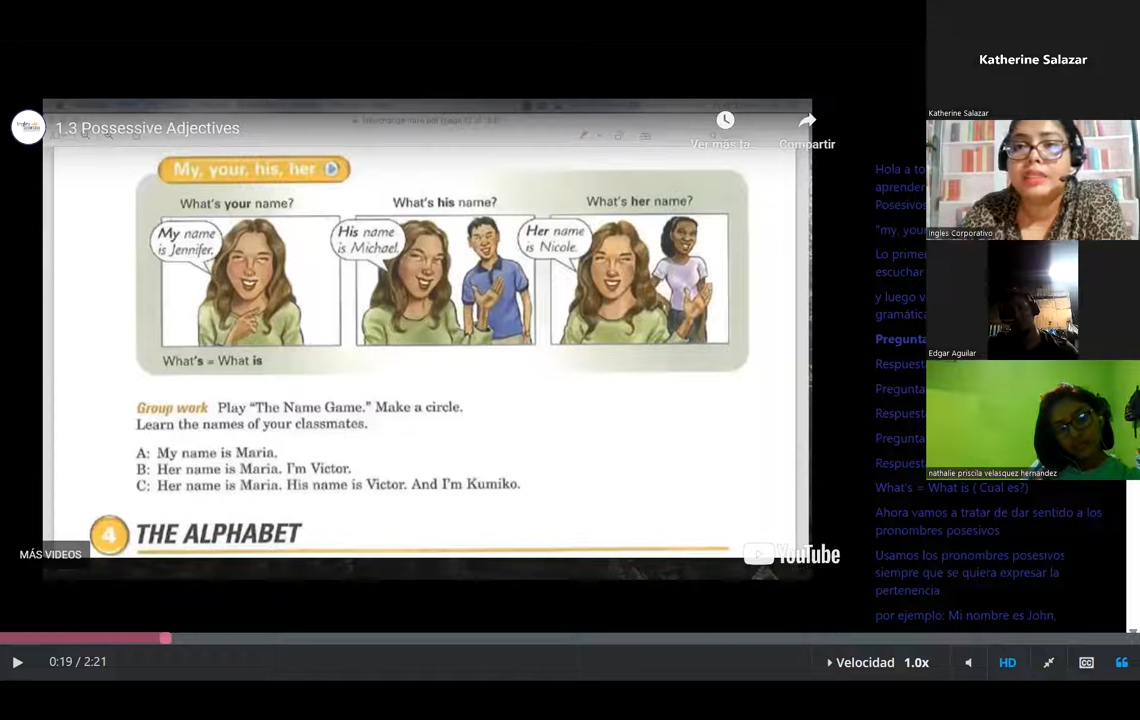 Katherine Salazar
Katherine Salazar
1.3 Possessive Adjectives
Ver más ta...
Compartir
My, your, his, her
What's your name?
What's his name?
What's her name?
My name
is Jennifer.
His name
is Michael.
Her name
is Nicole.
What's = What is
Group work Play "The Name Game." Make a circle.
Learn the names of your classmates.
A: My name is Maria.
B: Her name is Maria. I'm Victor.
C: Her name is Maria. His name is Victor. And I'm Kumiko.
4 THE ALPHABET
MÁS VIDEOS
YouTube
Hola a to
aprender
Posesivos
"my, you
Lo primer
escuchar
y luego v
gramática
Pregunta
Respuest
Pregunta
Respuest
Pregunta
Respuest
What's = What is ( Cual es?)
Ahora vamos a tratar de dar sentido a los
pronombres posesivos
Usamos los pronombres posesivos
siempre que se quiera expresar la
pertenencia
por ejemplo: Mi nombre es John,
Ingles Corporativo
Edgar Aguilar
nathalie priscila velasquez hernandez
0:19 / 2:21
Velocidad 1.0x
HD
CC